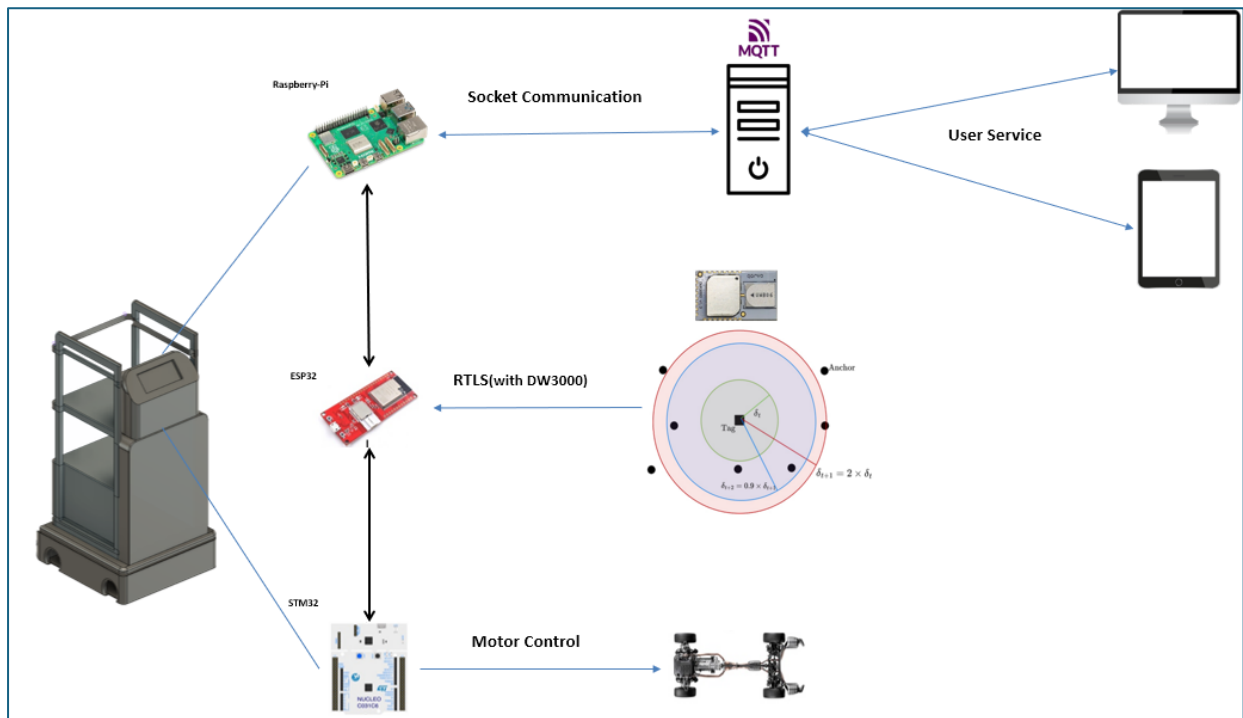 MQTT
Raspberry-Pi
Socket Communication
User Service
ESP32
RTLS(with DW3000)
Anchor
δₜ
Tag
δₜ₊₁ = 2 × δₜ
δₜ₊₂ = 0.9 × δₜ₊₁
STM32
Motor Control
NUCLEO